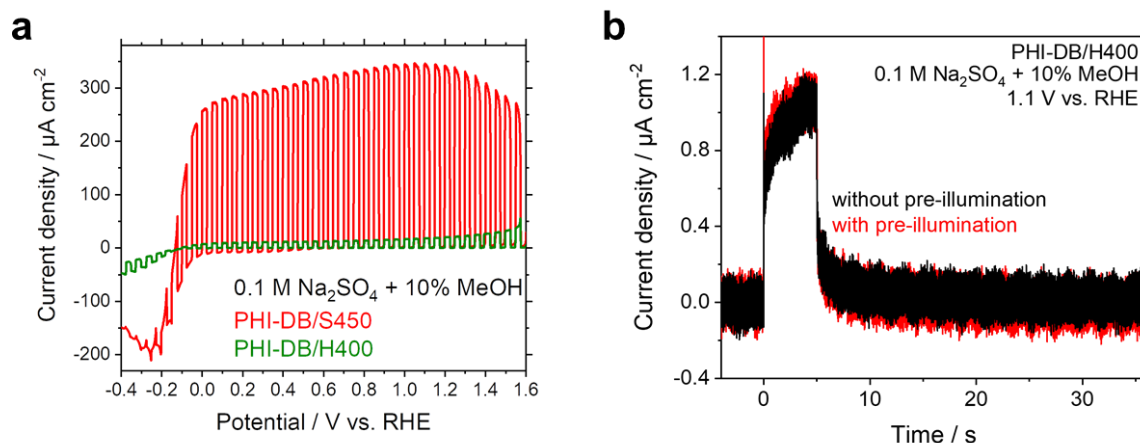 a
Current density / µA cm⁻²
300
200
100
0
-100
-200
0.1 M Na₂SO₄ + 10% MeOH
PHI-DB/S450
PHI-DB/H400
-0.4 -0.2 0.0 0.2 0.4 0.6 0.8 1.0 1.2 1.4 1.6
Potential / V vs. RHE
b
Current density / µA cm⁻²
1.2
0.8
0.4
0.0
-0.4
PHI-DB/H400
0.1 M Na₂SO₄ + 10% MeOH
1.1 V vs. RHE
without pre-illumination
with pre-illumination
0 10 20 30
Time / s